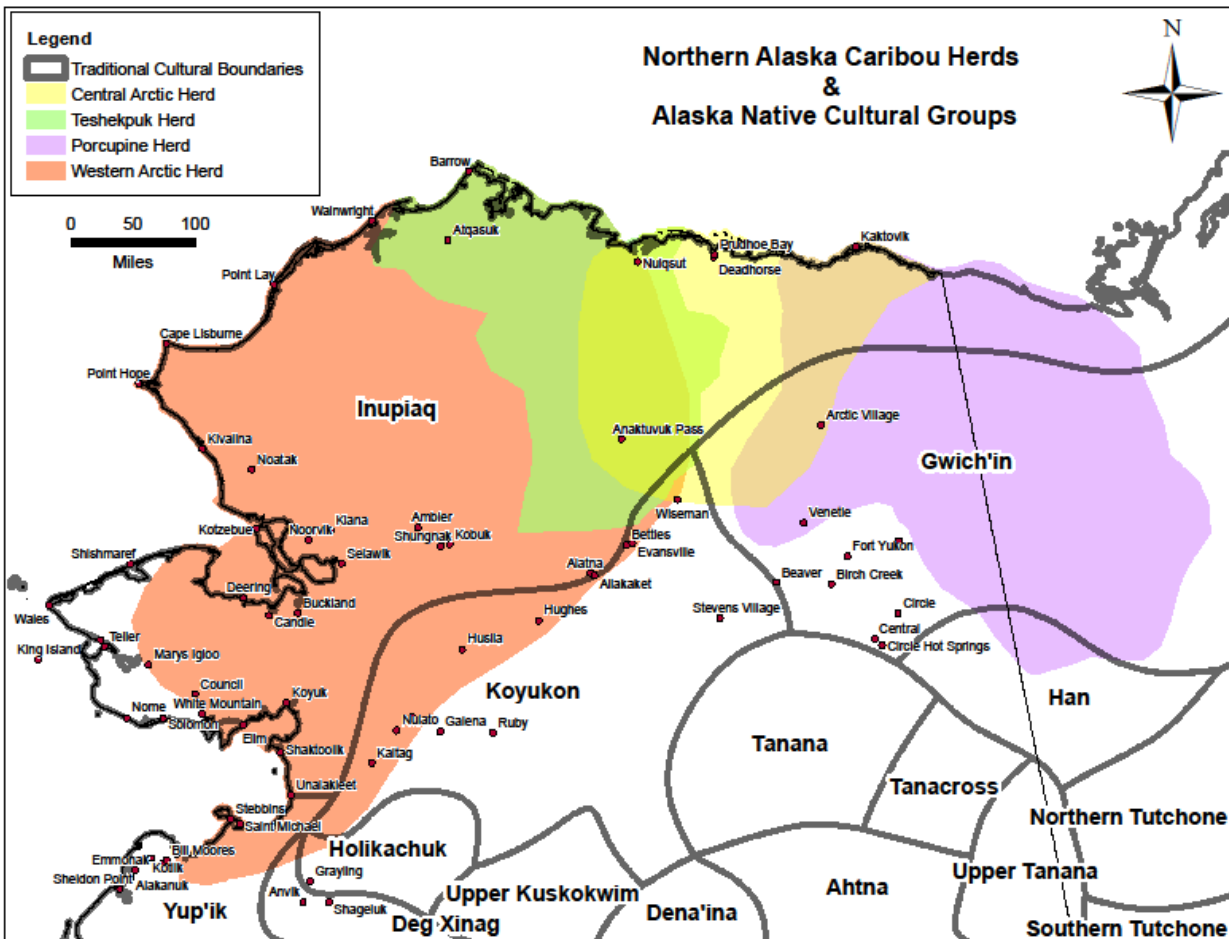 Legend
Traditional Cultural Boundaries
Central Arctic Herd
Teshekpuk Herd
Porcupine Herd
Western Arctic Herd
0 50 100
Miles
Northern Alaska Caribou Herds
&
Alaska Native Cultural Groups
N
Barrow
Wainwright
Atqasuk
Prudhoe Bay
Kaktovik
Nuiqsut
Deadhorse
Point Lay
Cape Lisburne
Point Hope
Inupiaq
Arctic Village
Kivalina
Anaktuvuk Pass
Gwich'in
Noatak
Wiseman
Kotzebue
Noorvik
Kiana
Ambler
Shungnak
Kobuk
Bettles
Evansville
Venetie
Fort Yukon
Shishmaref
Selawik
Alatna
Allakaket
Beaver
Birch Creek
Deering
Buckland
Candle
Hughes
Stevens Village
Circle
Wales
Teller
King Island
Marys Igloo
Huslia
Central
Circle Hot Springs
Council
White Mountain
Koyuk
Koyukon
Han
Nome
Solomon
Elim
Nulato
Galena
Ruby
Shaktoolik
Kaltag
Tanana
Tanacross
Unalakleet
Stebbins
Saint Michael
Northern Tutchone
Holikachuk
Bill Moores
Emmonak
Kotlik
Sheldon Point
Alakanuk
Grayling
Upper Tanana
Anvik
Shageluk
Upper Kuskokwim
Ahtna
Yup'ik
Deg Xinag
Dena'ina
Southern Tutchone